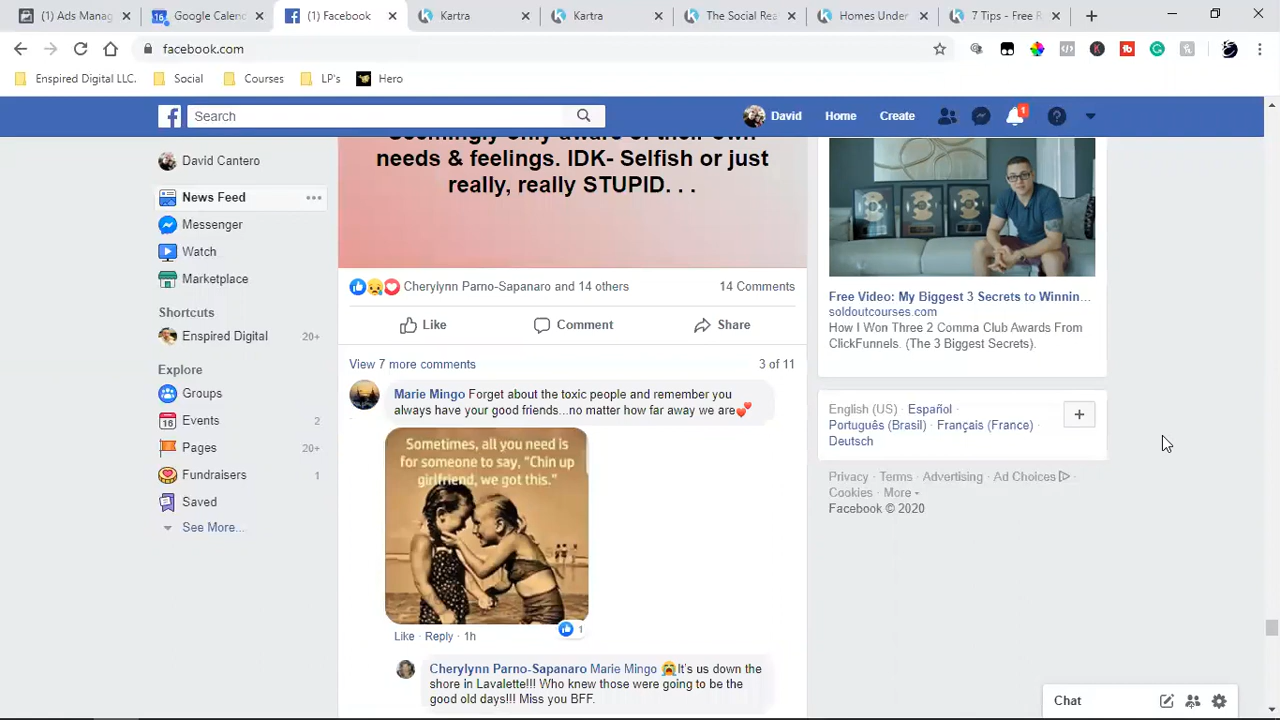 (1) Ads Manag
Google Calend
(1) Facebook
Kartra
Kartra
The Social Rea
Homes Under
7 Tips - Free R
facebook.com
Enspired Digital LLC.
Social
Courses
LP's
Hero
Search
David
Home
Create
1
David Cantero
News Feed
Messenger
Watch
Marketplace
Shortcuts
Enspired Digital 20+
Explore
Groups
Events 2
Pages 20+
Fundraisers 1
Saved
See More...
Seemingly only aware of their own
needs & feelings. IDK- Selfish or just
really, really STUPID. . .
Cherylynn Parno-Sapanaro and 14 others 14 Comments
Like Comment Share
View 7 more comments 3 of 11
Marie Mingo Forget about the toxic people and remember you
always have your good friends...no matter how far away we are
Sometimes, all you need is
for someone to say, "Chin up
girlfriend, we got this."
1
Like · Reply · 1h
Cherylynn Parno-Sapanaro Marie Mingo It's us down the
shore in Lavalette!!! Who knew those were going to be the
good old days!!! Miss you BFF.
Free Video: My Biggest 3 Secrets to Winnin...
soldoutcourses.com
How I Won Three 2 Comma Club Awards From
ClickFunnels. (The 3 Biggest Secrets).
English (US) · Español ·
Português (Brasil) · Français (France) ·
Deutsch
Privacy · Terms · Advertising · Ad Choices ·
Cookies · More
Facebook © 2020
Chat